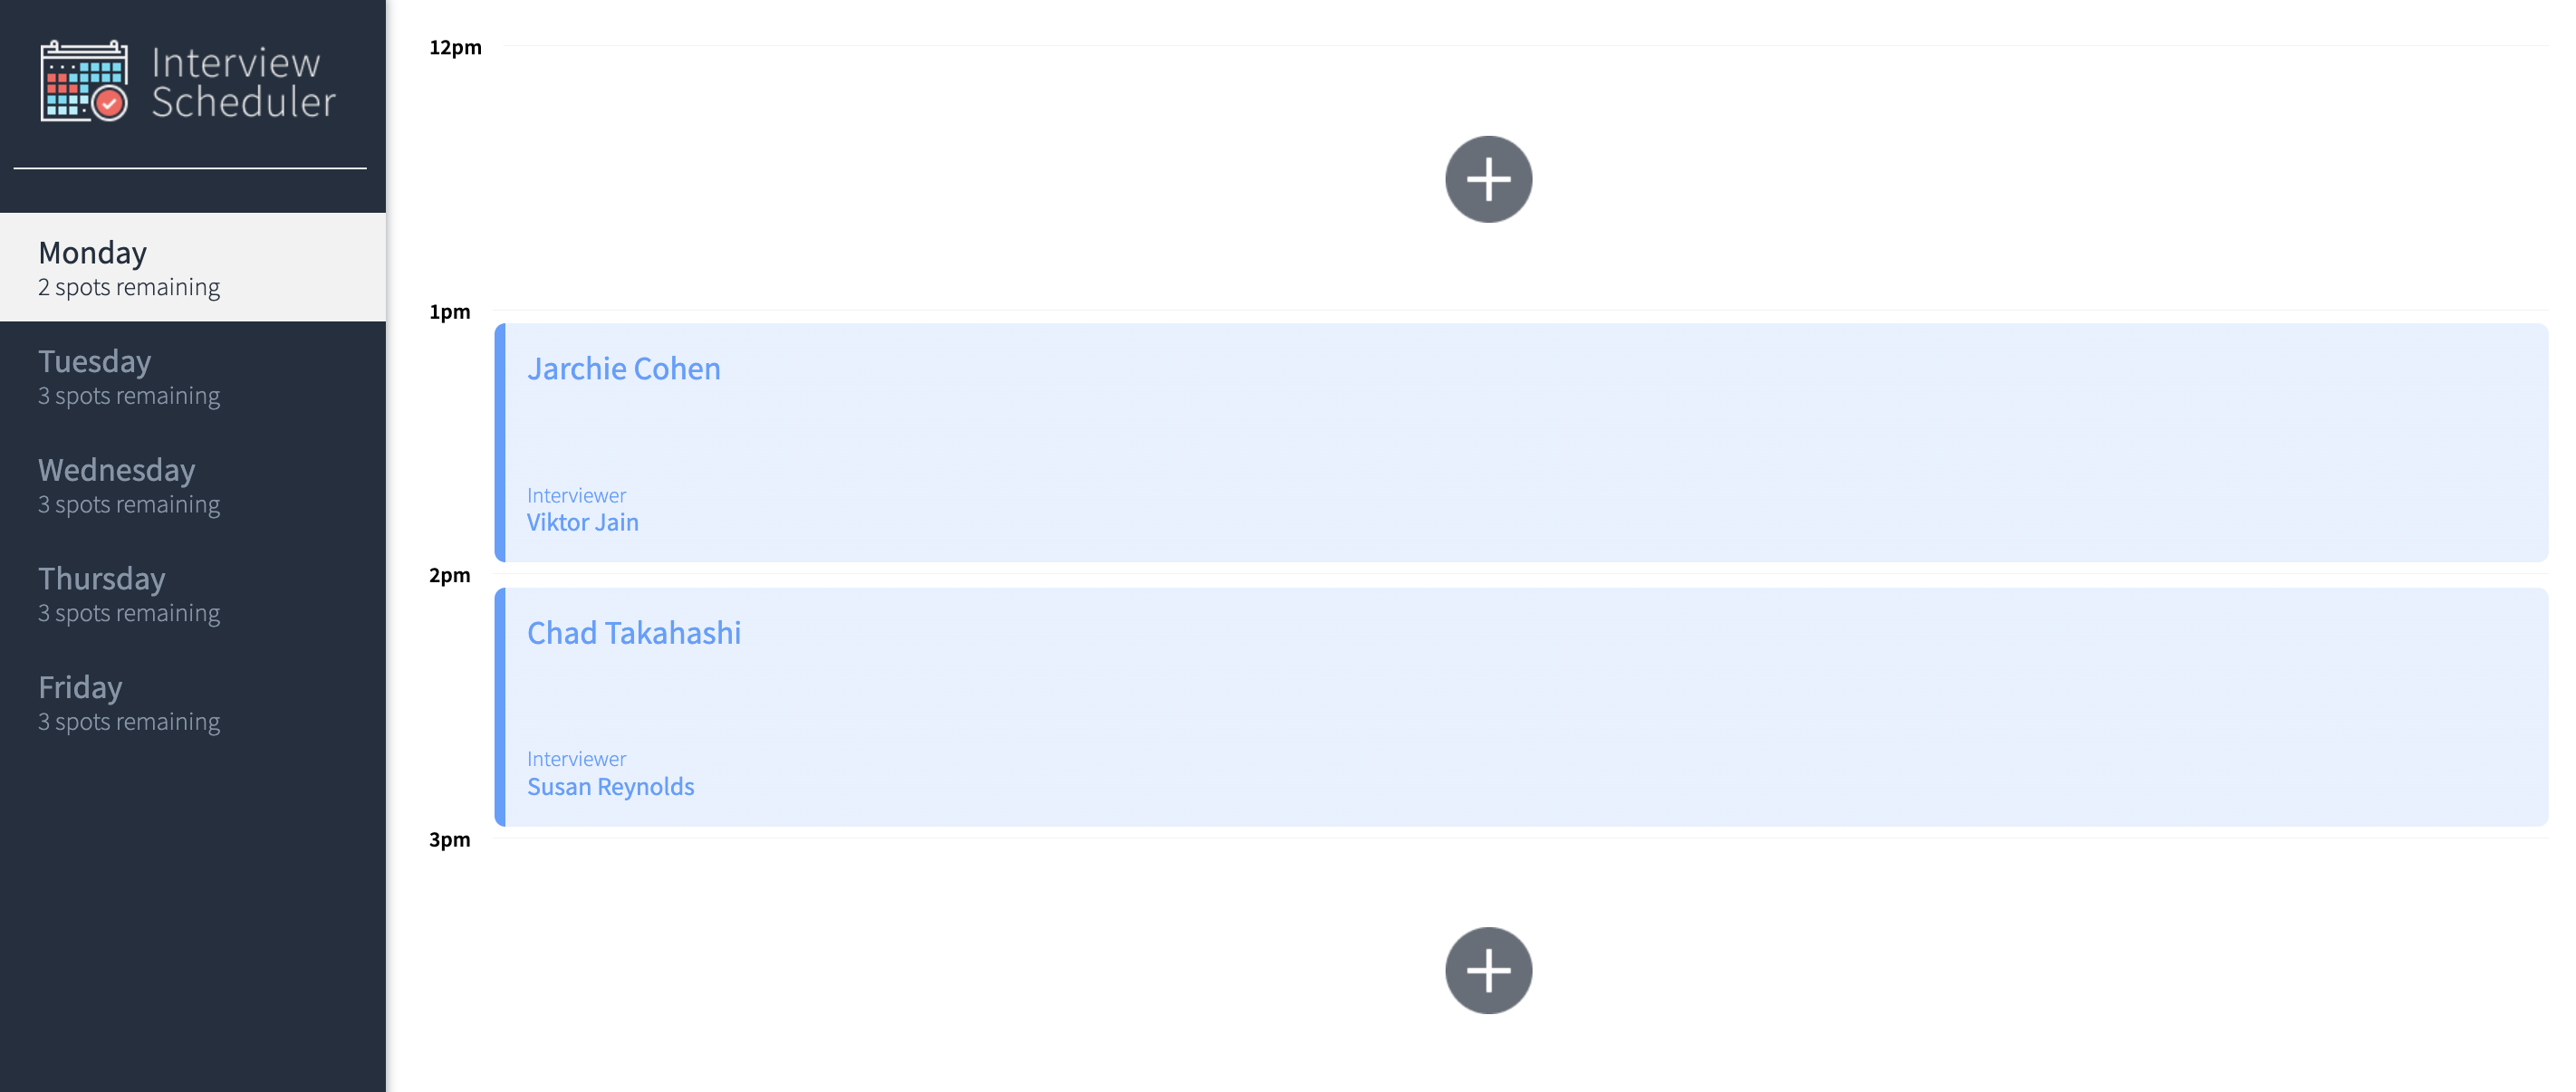 Interview
Scheduler
Monday
2 spots remaining
Tuesday
3 spots remaining
Wednesday
3 spots remaining
Thursday
3 spots remaining
Friday
3 spots remaining
12pm
1pm
Jarchie Cohen
Interviewer
Viktor Jain
2pm
Chad Takahashi
Interviewer
Susan Reynolds
3pm